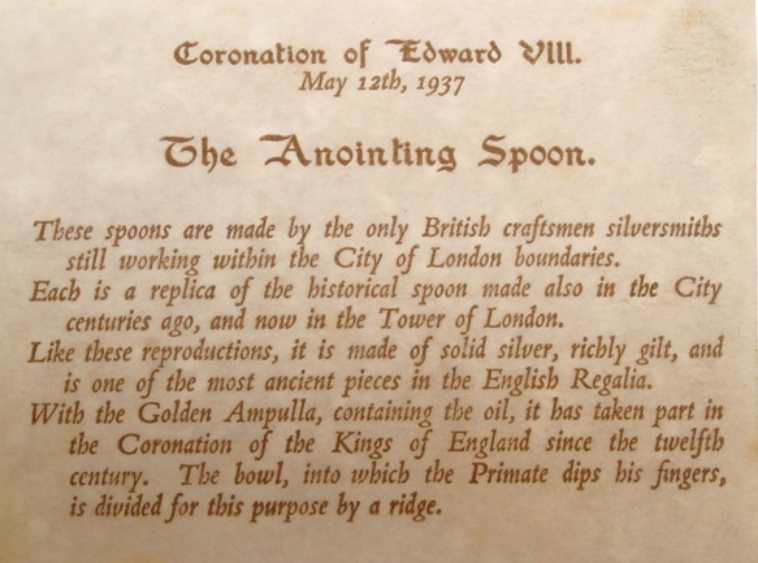 Coronation of Edward VIII.
May 12th, 1937
The Anointing Spoon.
These spoons are made by the only British craftsmen silversmiths
still working within the City of London boundaries.
Each is a replica of the historical spoon made also in the City
centuries ago, and now in the Tower of London.
Like these reproductions, it is made of solid silver, richly gilt, and
is one of the most ancient pieces in the English Regalia.
With the Golden Ampulla, containing the oil, it has taken part in
the Coronation of the Kings of England since the twelfth
century. The bowl, into which the Primate dips his fingers,
is divided for this purpose by a ridge.